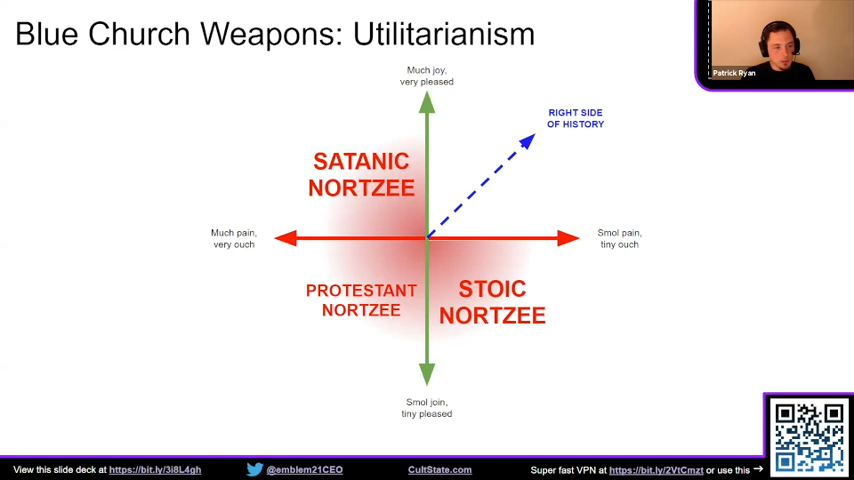 Blue Church Weapons: Utilitarianism
Patrick Ryan
Much joy,
very pleased
RIGHT SIDE
OF HISTORY
SATANIC
NORTZEE
Much pain,
very ouch
Smol pain,
tiny ouch
PROTESTANT
NORTZEE
STOIC
NORTZEE
Smol join,
tiny pleased
View this slide deck at https://bit.ly/3i8L4gh
@emblem21CEO
CultState.com
Super fast VPN at https://bit.ly/2VtCmzt or use this →